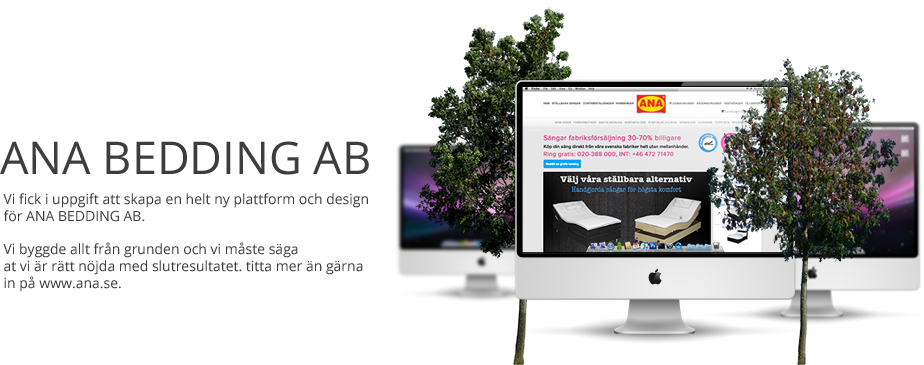 ANA BEDDING AB
Vi fick i uppgift att skapa en helt ny plattform och design
för ANA BEDDING AB.
Vi byggde allt från grunden och vi måste säga
at vi är rätt nöjda med slutresultatet. titta mer än gärna
in på www.ana.se.
ANA
Sängar fabriksförsäljning 30-70% billigare
Köp din säng direkt från våra svenska fabriker helt utan mellanhänder.
Ring gratis: 020-388 000, INT: +46 472 71470
Välj våra ställbara alternativ
Handgjorda sängar för högsta komfort